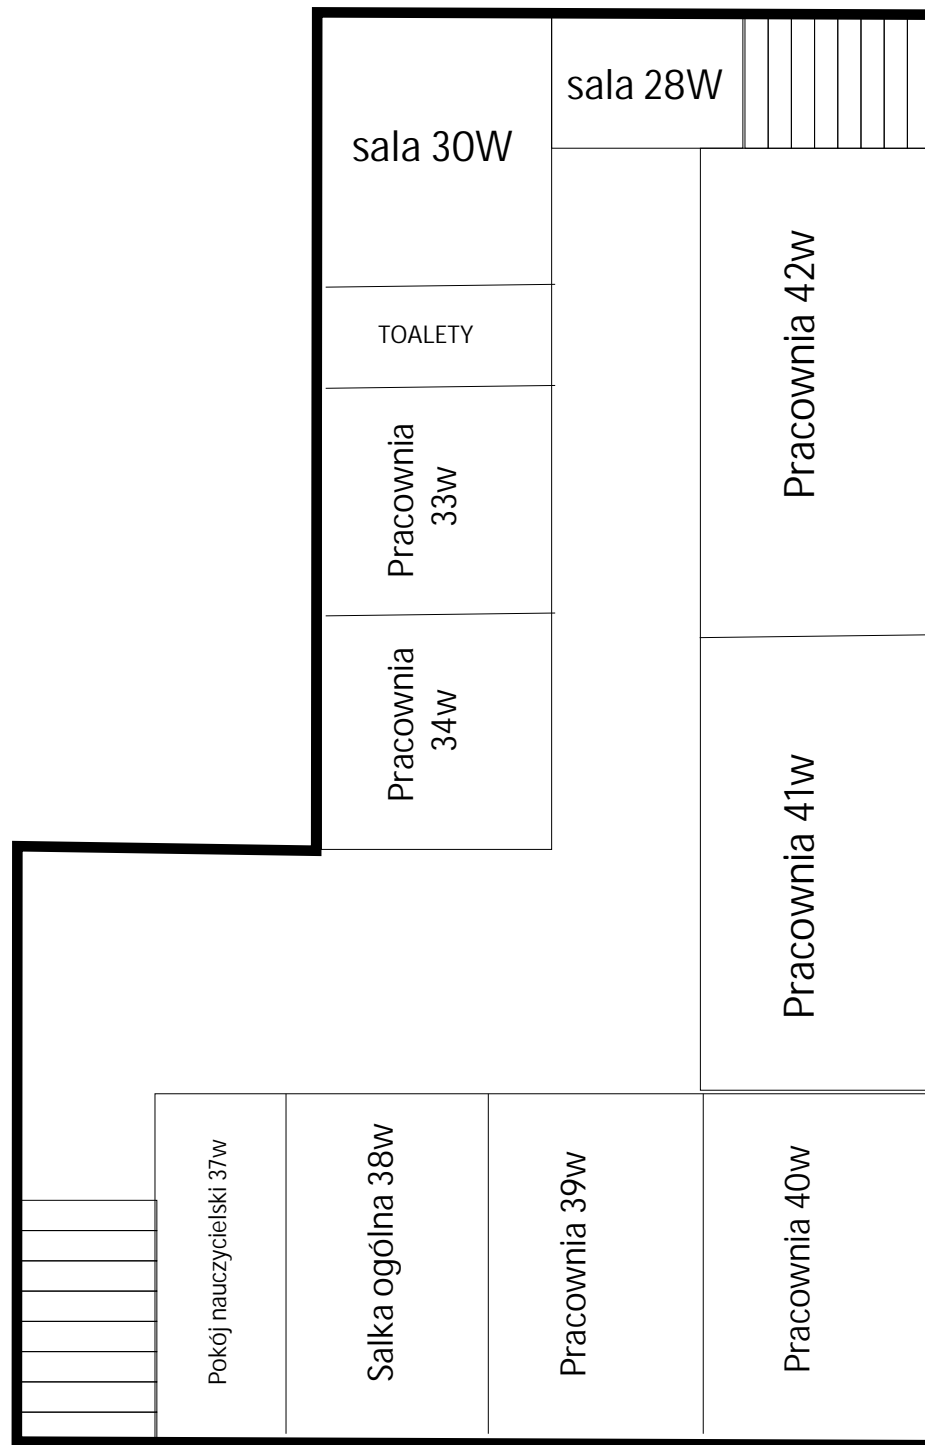 sala 28W
sala 30W
Pracownia 42w
TOALETY
Pracownia
33w
Pracownia
34w
Pracownia 41w
Pokój nauczycielski 37w
Salka ogólna 38w
Pracownia 39w
Pracownia 40w